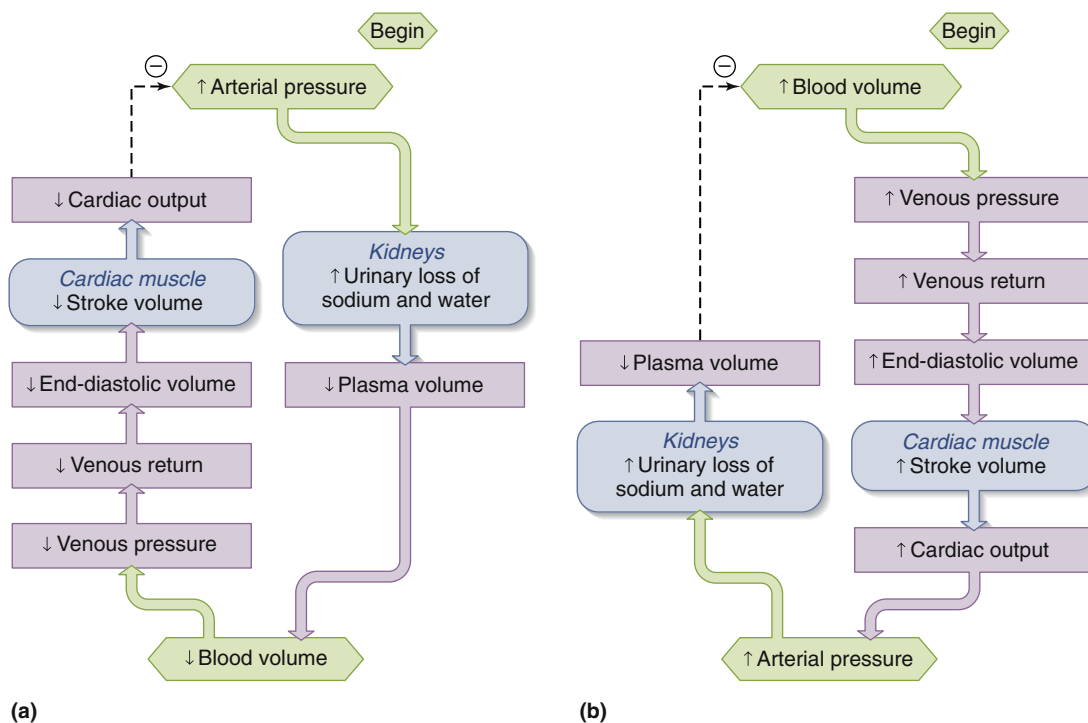 Begin
⊖
↑Arterial pressure
↓Cardiac output
Kidneys
↑Urinary loss of
sodium and water
Cardiac muscle
↓Stroke volume
↓End-diastolic volume
↓Plasma volume
↓Venous return
↓Venous pressure
↓Blood volume
(a)
Begin
⊖
↑Blood volume
↑Venous pressure
↑Venous return
↑End-diastolic volume
↓Plasma volume
Cardiac muscle
↑Stroke volume
Kidneys
↑Urinary loss of
sodium and water
↑Cardiac output
↑Arterial pressure
(b)